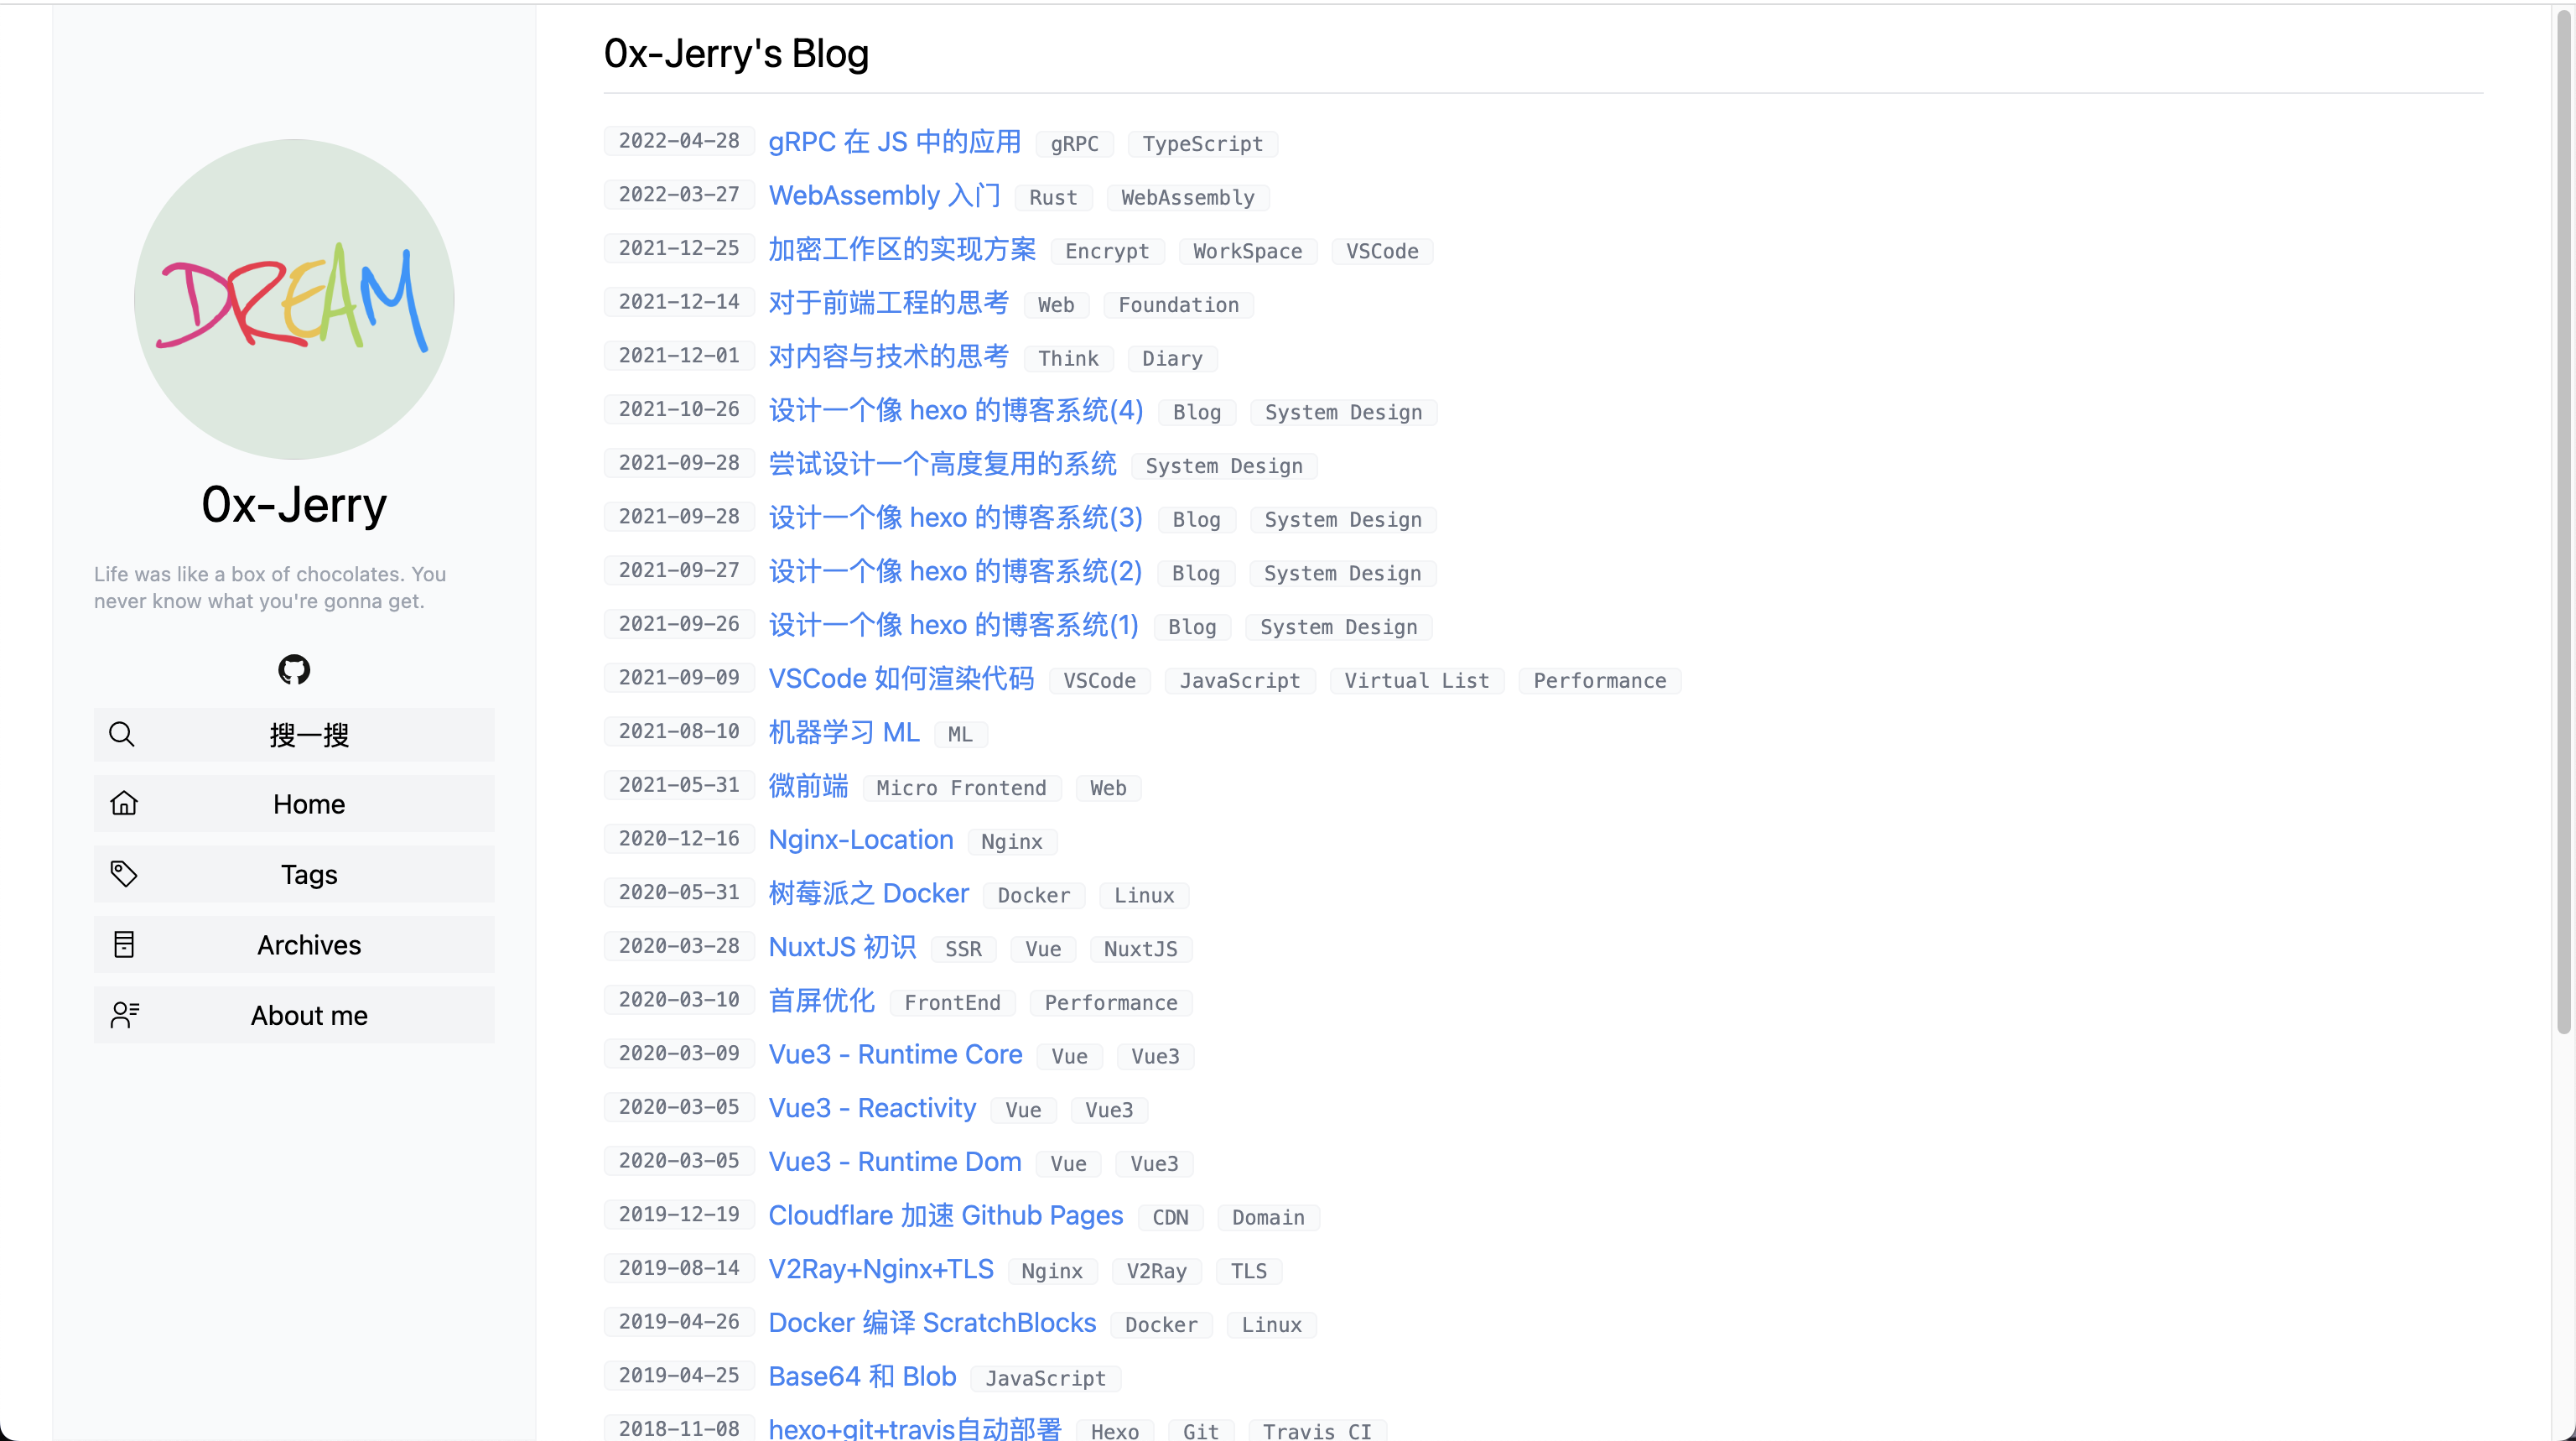 DREAM
0x-Jerry
Life was like a box of chocolates. You
never know what you're gonna get.
搜一搜
Home
Tags
Archives
About me
0x-Jerry's Blog
2022-04-28 gRPC 在 JS 中的应用 gRPC TypeScript
2022-03-27 WebAssembly 入门 Rust WebAssembly
2021-12-25 加密工作区的实现方案 Encrypt WorkSpace VSCode
2021-12-14 对于前端工程的思考 Web Foundation
2021-12-01 对内容与技术的思考 Think Diary
2021-10-26 设计一个像 hexo 的博客系统(4) Blog System Design
2021-09-28 尝试设计一个高度复用的系统 System Design
2021-09-28 设计一个像 hexo 的博客系统(3) Blog System Design
2021-09-27 设计一个像 hexo 的博客系统(2) Blog System Design
2021-09-26 设计一个像 hexo 的博客系统(1) Blog System Design
2021-09-09 VSCode 如何渲染代码 VSCode JavaScript Virtual List Performance
2021-08-10 机器学习 ML ML
2021-05-31 微前端 Micro Frontend Web
2020-12-16 Nginx-Location Nginx
2020-05-31 树莓派之 Docker Docker Linux
2020-03-28 NuxtJS 初识 SSR Vue NuxtJS
2020-03-10 首屏优化 FrontEnd Performance
2020-03-09 Vue3 - Runtime Core Vue Vue3
2020-03-05 Vue3 - Reactivity Vue Vue3
2020-03-05 Vue3 - Runtime Dom Vue Vue3
2019-12-19 Cloudflare 加速 Github Pages CDN Domain
2019-08-14 V2Ray+Nginx+TLS Nginx V2Ray TLS
2019-04-26 Docker 编译 ScratchBlocks Docker Linux
2019-04-25 Base64 和 Blob JavaScript
2018-11-08 hexo+git+travis自动部署 Hexo Git Travis CI